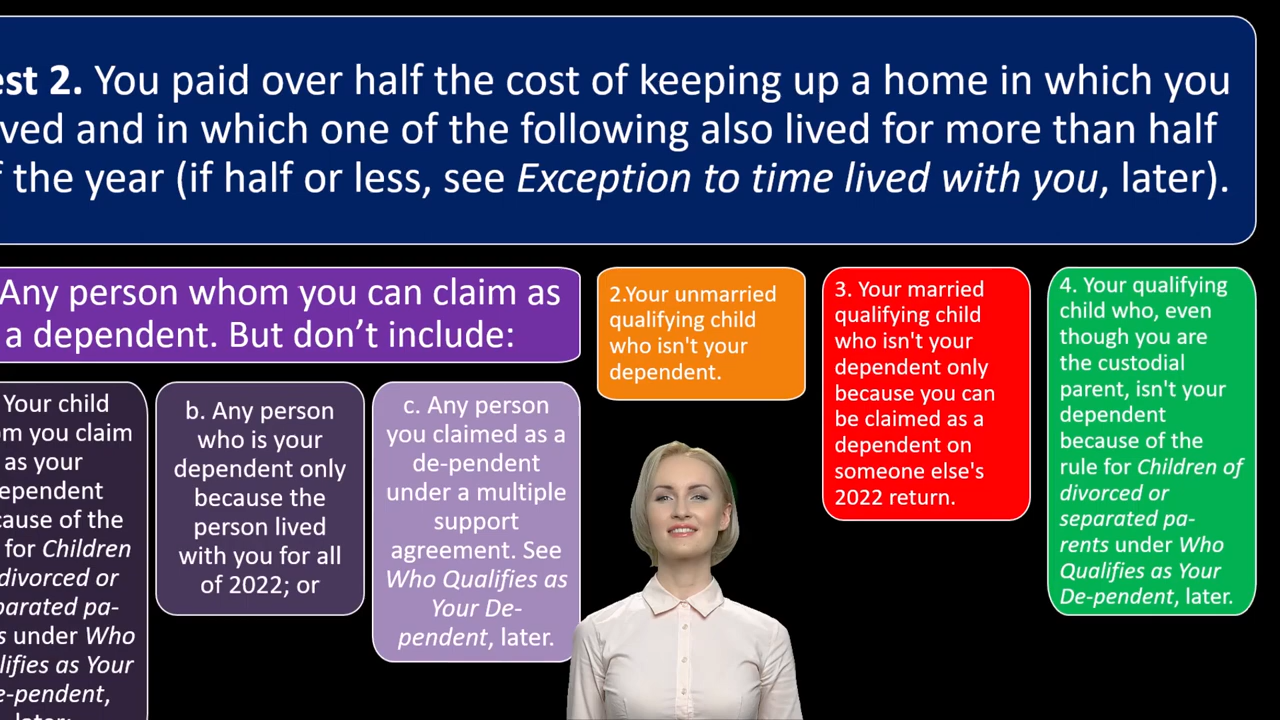 est 2. You paid over half the cost of keeping up a home in which you
ved and in which one of the following also lived for more than half
f the year (if half or less, see Exception to time lived with you, later).
Any person whom you can claim as
a dependent. But don’t include:
Your child
om you claim
as your
ependent
cause of the
for Children
divorced or
parated pa-
s under Who
lifies as Your
e-pendent,
later;
b. Any person
who is your
dependent only
because the
person lived
with you for all
of 2022; or
c. Any person
you claimed as a
de-pendent
under a multiple
support
agreement. See
Who Qualifies as
Your De-
pendent, later.
2.Your unmarried
qualifying child
who isn't your
dependent.
3. Your married
qualifying child
who isn't your
dependent only
because you can
be claimed as a
dependent on
someone else's
2022 return.
4. Your qualifying
child who, even
though you are
the custodial
parent, isn't your
dependent
because of the
rule for Children of
divorced or
separated pa-
rents under Who
Qualifies as Your
De-pendent, later.